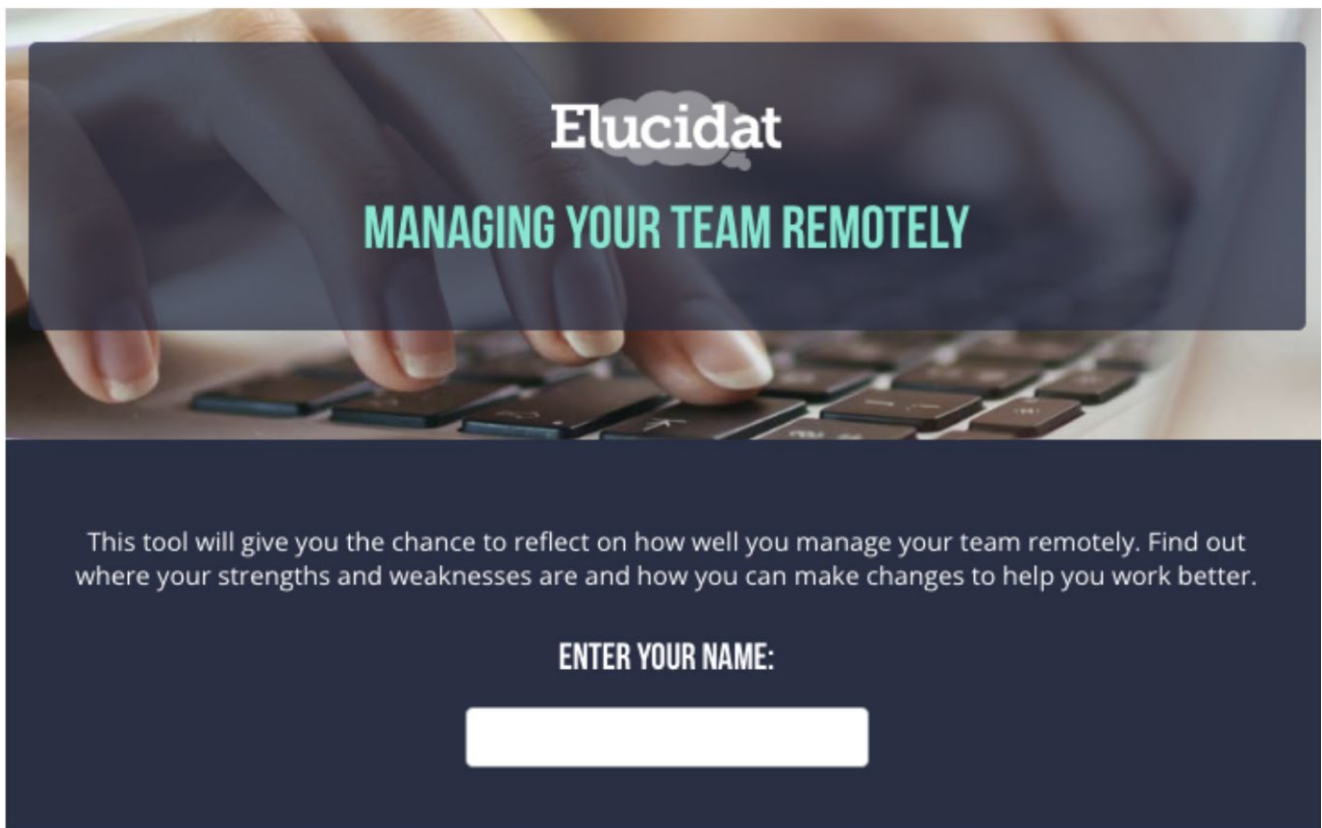 Elucidat
MANAGING YOUR TEAM REMOTELY
This tool will give you the chance to reflect on how well you manage your team remotely. Find out
where your strengths and weaknesses are and how you can make changes to help you work better.
ENTER YOUR NAME: